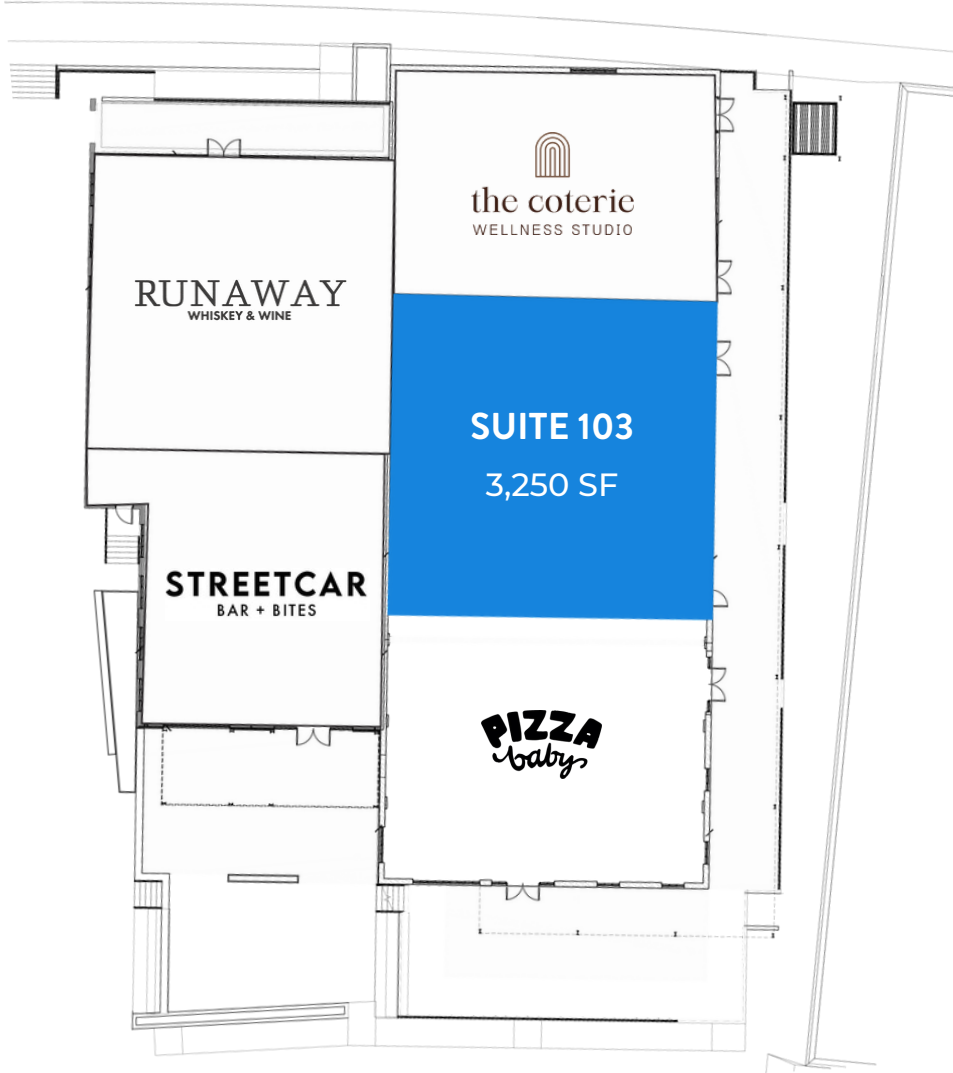 the coterie
WELLNESS STUDIO
RUNAWAY
WHISKEY & WINE
SUITE 103
3,250 SF
STREETCAR
BAR + BITES
PIZZA
baby